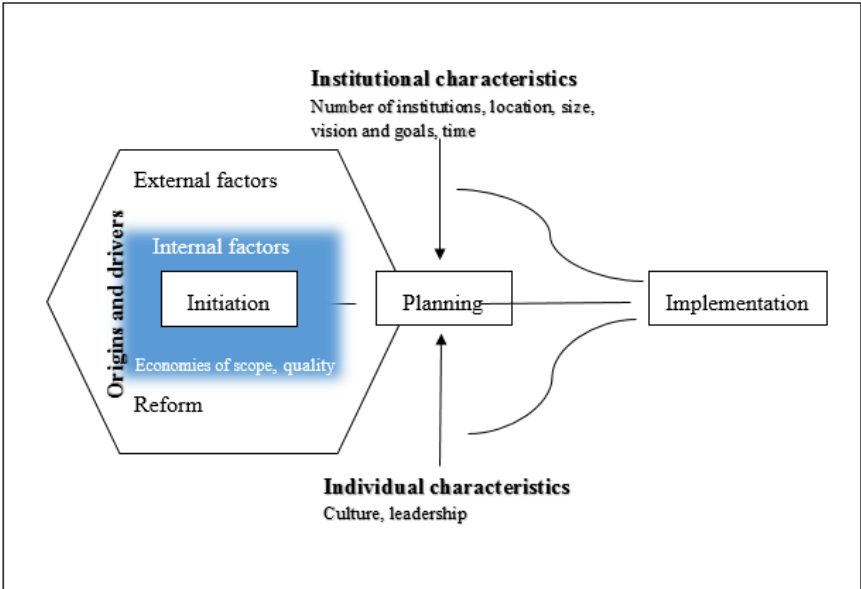 Institutional characteristics
Number of institutions, location, size,
vision and goals, time
External factors
Origins and drivers
Internal factors
Initiation
Planning
Implementation
Economies of scope, quality
Reform
Individual characteristics
Culture, leadership